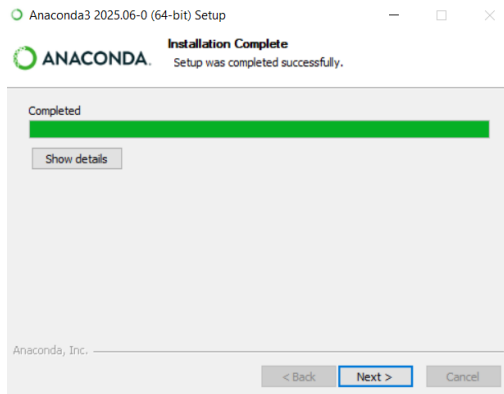 Anaconda3 2025.06-0 (64-bit) Setup
ANACONDA.
Installation Complete
Setup was completed successfully.
Completed
Show details
Anaconda, Inc.
< Back
Next >
Cancel